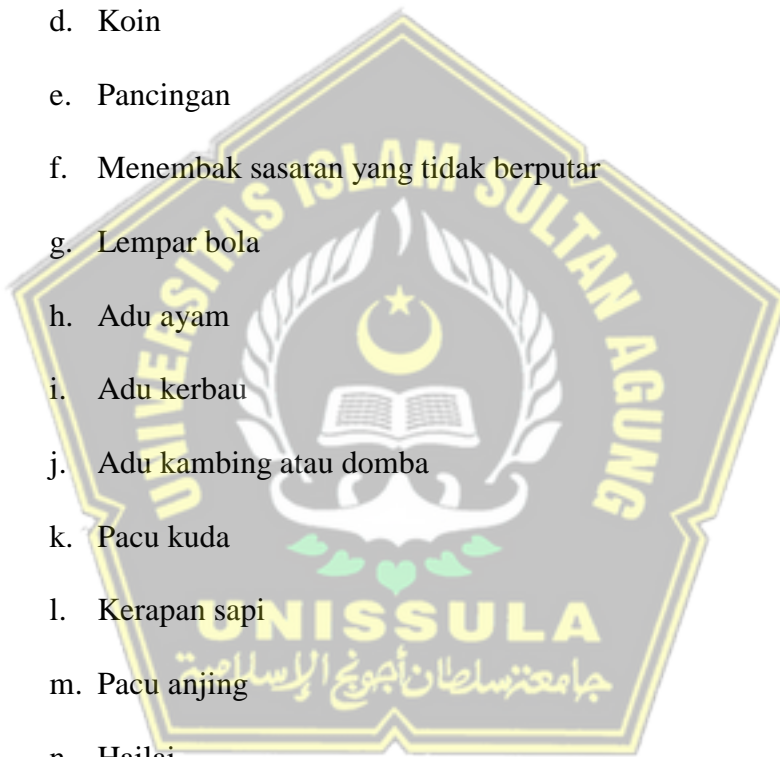 d. Koin
e. Pancingan
f. Menembak sasaran yang tidak berputar
g. Lempar bola
h. Adu ayam
i. Adu kerbau
j. Adu kambing atau domba
k. Pacu kuda
l. Kerapan sapi
m. Pacu anjing
n. Hailai
UNIVERSITAS ISLAM SULTAN AGUNG
UNISSULA
جامعة سلطان أجونج الإسلامية